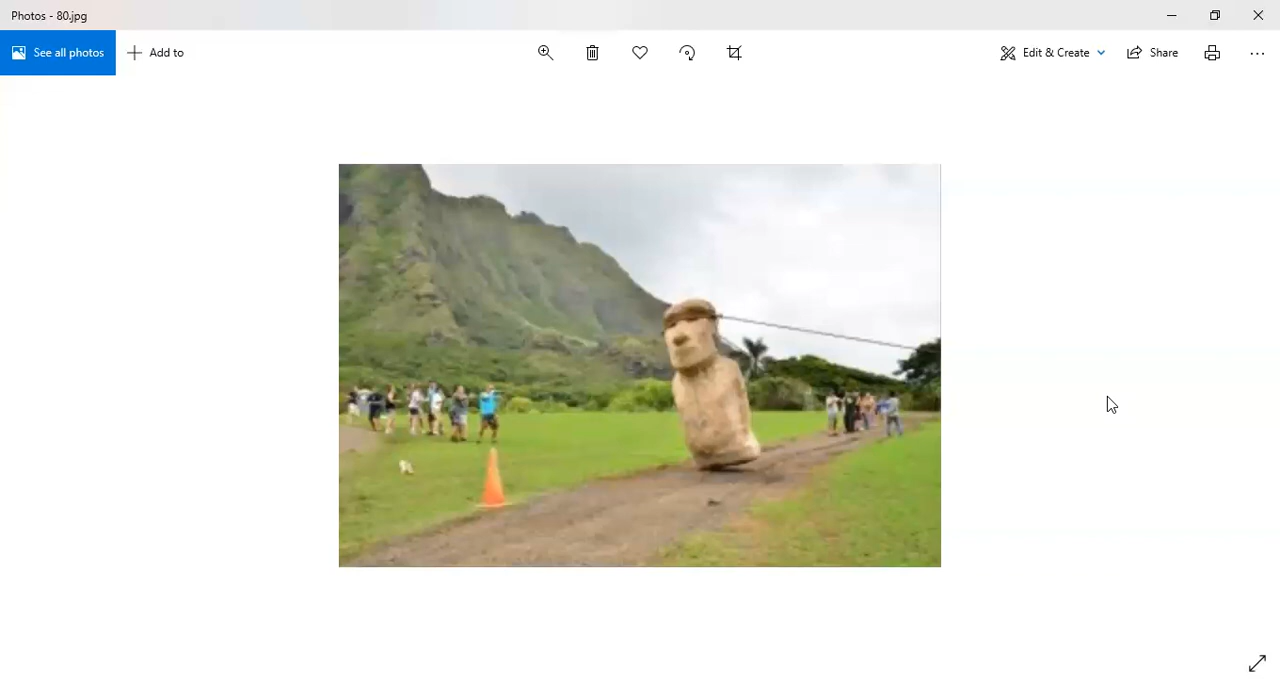 Photos - 80.jpg
See all photos
Add to
Edit & Create
Share